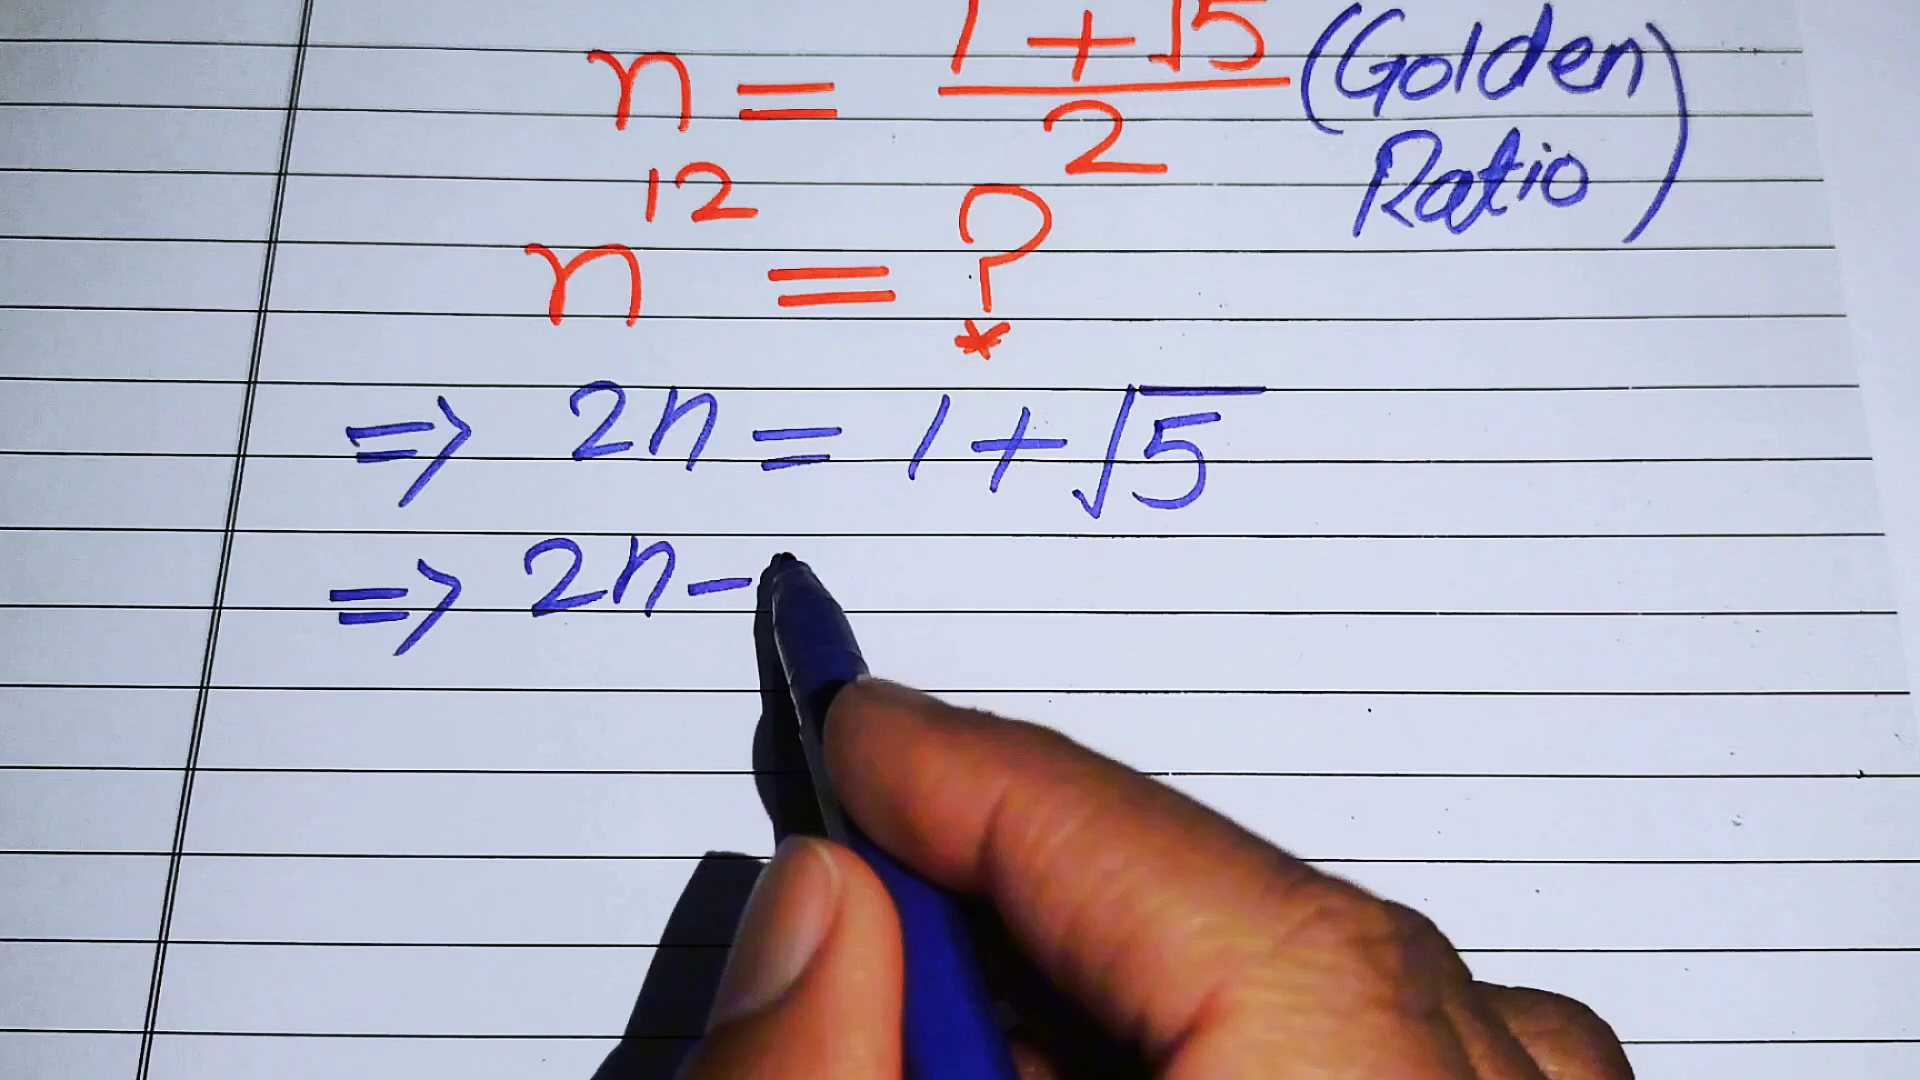 n = 1 + √5 / 2 (Golden Ratio)
n^12 = ?
⇒ 2n = 1 + √5
⇒ 2n −